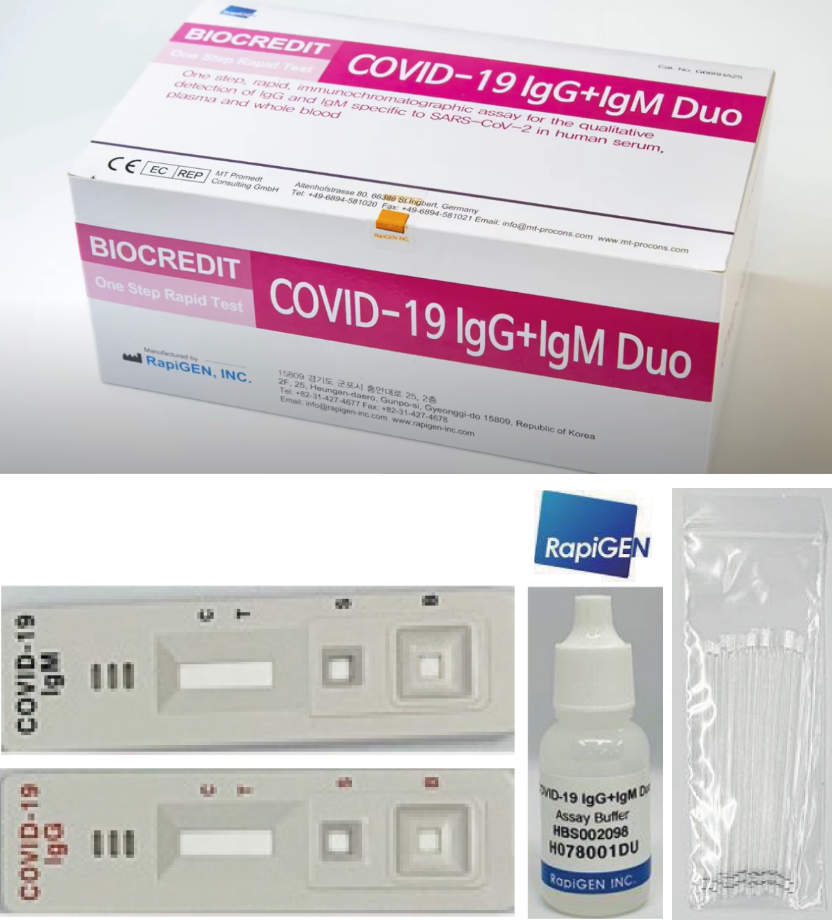 RapiGEN
BIOCREDIT
One Step Rapid Test
COVID-19 IgG+IgM Duo
One step, rapid, immunochromatographic assay for the qualitative
detection of IgG and IgM specific to SARS-CoV-2 in human serum,
plasma and whole blood
CE EC REP
MT Promedt
Consulting GmbH
Altenhofstrasse 80, 66386 St.Ingbert, Germany
Tel: +49-6894-581020 Fax: +49-6894-581021 Email: info@mt-procons.com www.mt-procons.com
RapiGEN INC.
BIOCREDIT
One Step Rapid Test
COVID-19 IgG+IgM Duo
Manufactured by
RapiGEN, INC.
15809 경기도 군포시 흥안대로 25, 2층
2F, 25, Heungan-daero, Gunpo-si, Gyeonggi-do 15809, Republic of Korea
Tel: +82-31-427-4677 Fax: +82-31-427-4678
Email: info@rapigen-inc.com www.rapigen-inc.com
RapiGEN
COVID-19
IgM
C T S B
COVID-19
IgG
C T S B
OVID-19 IgG+IgM Du
Assay Buffer
HBS002098
H078001DU
RapiGEN INC.